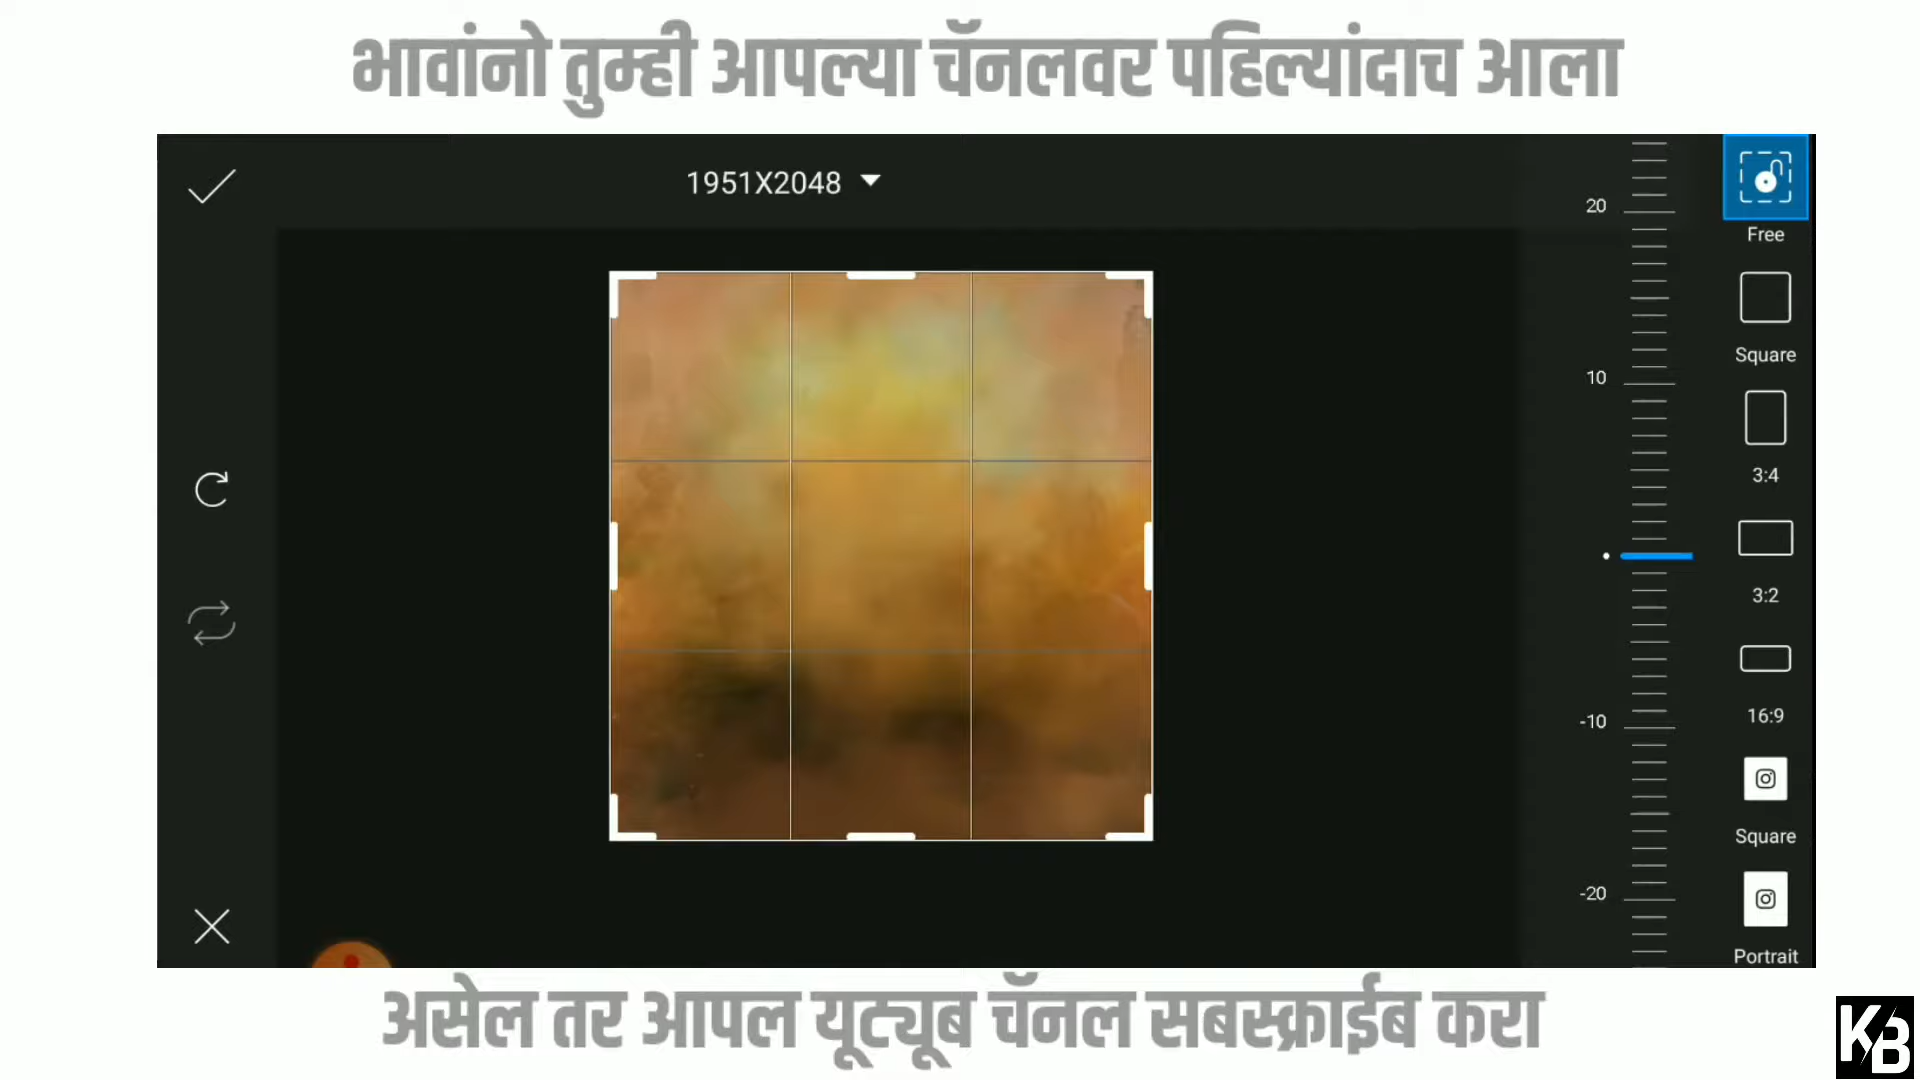 भावांनो तुम्ही आपल्या चॅनलवर पहिल्यांदाच आला
1951X2048
20
10
-10
-20
Free
Square
3:4
3:2
16:9
Square
Portrait
असेल तर आपल यूट्यूब चॅनल सबस्क्राईब करा
KB